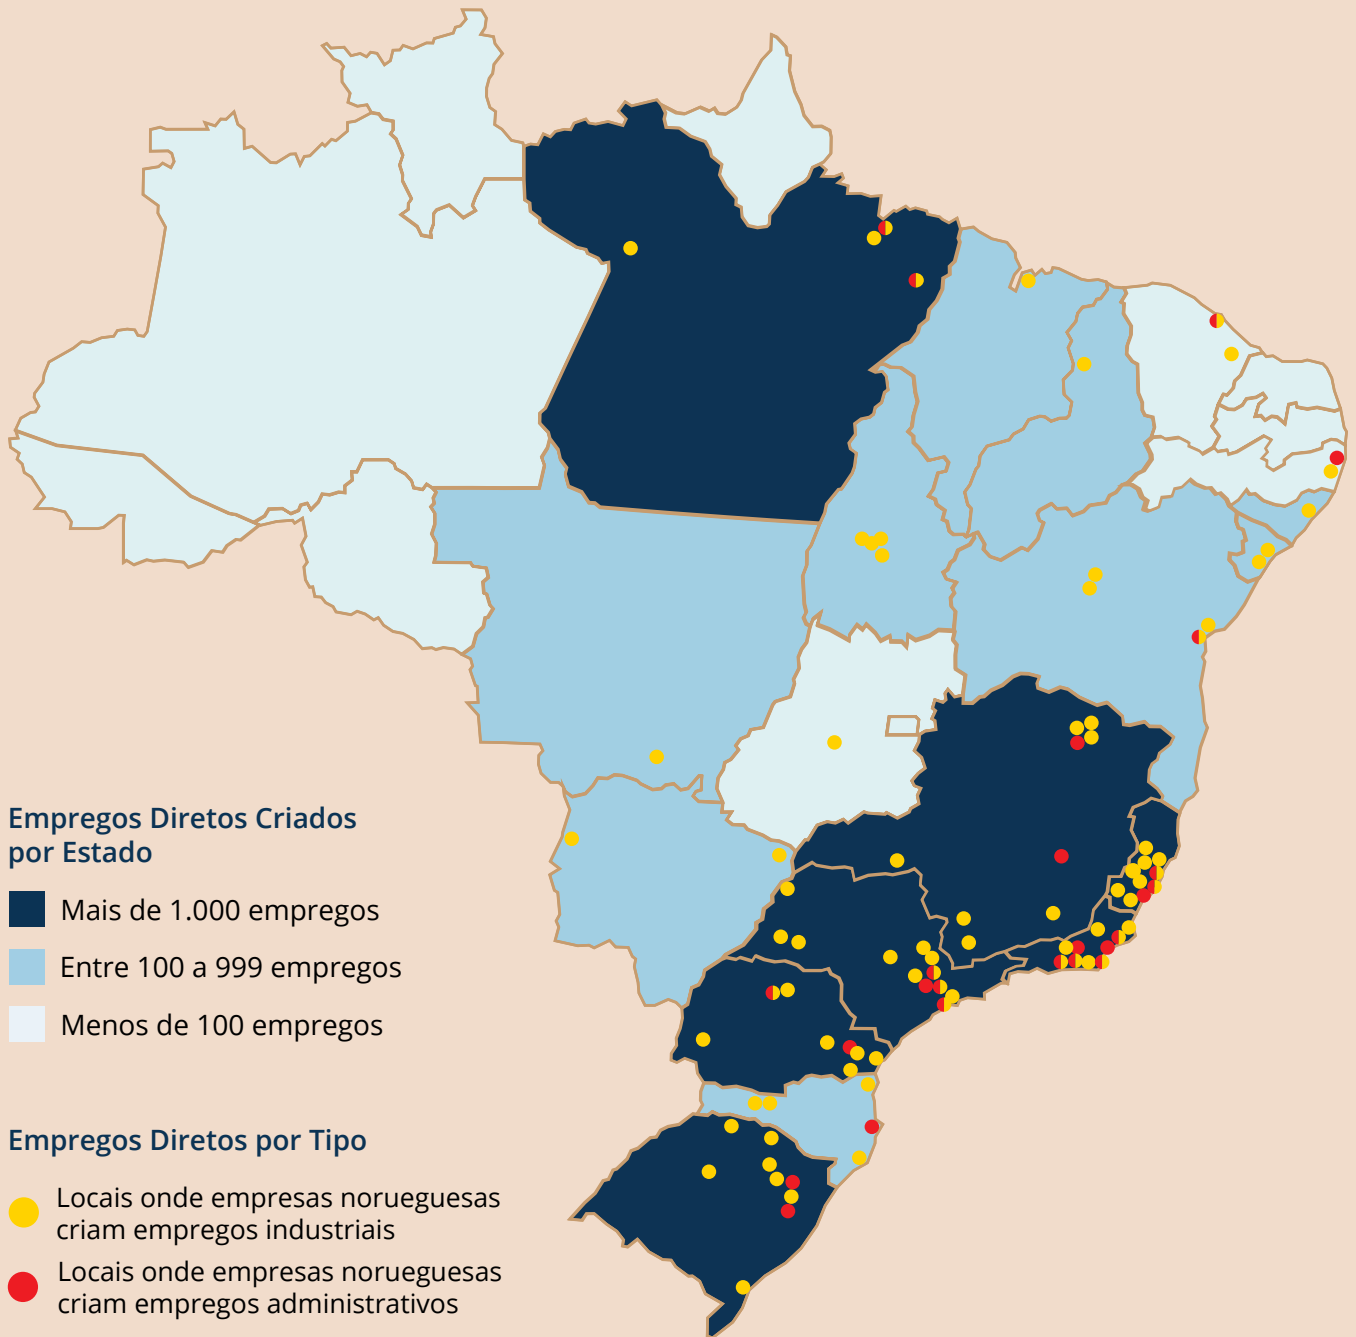 Empregos Diretos Criados
por Estado
Mais de 1.000 empregos
Entre 100 a 999 empregos
Menos de 100 empregos
Empregos Diretos por Tipo
Locais onde empresas norueguesas
criam empregos industriais
Locais onde empresas norueguesas
criam empregos administrativos